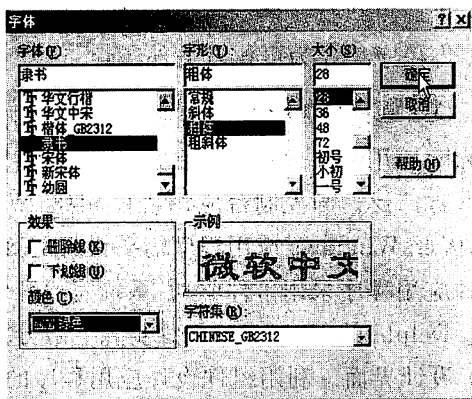 字体
字体(F): 字形(Y): 大小(S):
隶书 粗体 28
华文行楷 常规 28
华文中宋 斜体 36
楷体_GB2312 粗体 48
隶书 粗斜体 72
宋体 初号
新宋体 小初
幼圆 一号
确定
取消
帮助(H)
效果
删除线(K)
下划线(U)
颜色(C):
示例
微软中文
字符集(R):
CHINESE_GB2312